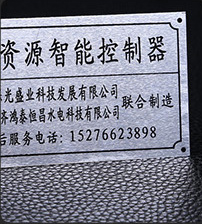 资源智能控制器
光盛业科技发展有限公司
济鸿泰恒昌水电科技有限公司
联合制造
后服务电话：15276623898